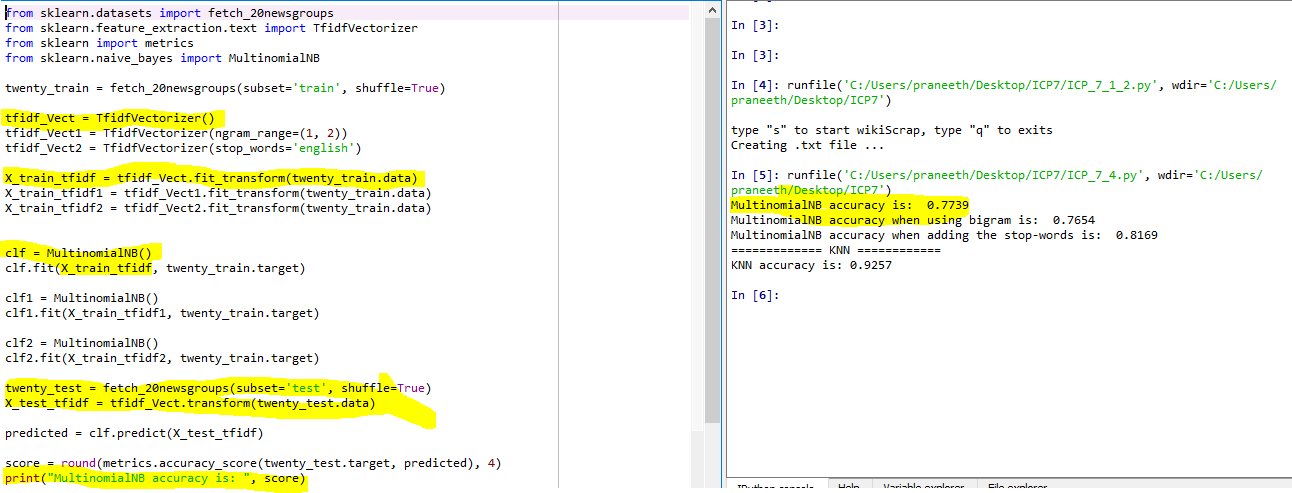 from sklearn.datasets import fetch_20newsgroups
from sklearn.feature_extraction.text import TfidfVectorizer
from sklearn import metrics
from sklearn.naive_bayes import MultinomialNB
twenty_train = fetch_20newsgroups(subset='train', shuffle=True)
tfidf_Vect = TfidfVectorizer()
tfidf_Vect1 = TfidfVectorizer(ngram_range=(1, 2))
tfidf_Vect2 = TfidfVectorizer(stop_words='english')
X_train_tfidf = tfidf_Vect.fit_transform(twenty_train.data)
X_train_tfidf1 = tfidf_Vect1.fit_transform(twenty_train.data)
X_train_tfidf2 = tfidf_Vect2.fit_transform(twenty_train.data)
clf = MultinomialNB()
clf.fit(X_train_tfidf, twenty_train.target)
clf1 = MultinomialNB()
clf1.fit(X_train_tfidf1, twenty_train.target)
clf2 = MultinomialNB()
clf2.fit(X_train_tfidf2, twenty_train.target)
twenty_test = fetch_20newsgroups(subset='test', shuffle=True)
X_test_tfidf = tfidf_Vect.transform(twenty_test.data)
predicted = clf.predict(X_test_tfidf)
score = round(metrics.accuracy_score(twenty_test.target, predicted), 4)
print("MultinomialNB accuracy is: ", score)
In [3]:
In [3]:
In [4]: runfile('C:/Users/praneeth/Desktop/ICP7/ICP_7_1_2.py', wdir='C:/Users/
praneeth/Desktop/ICP7')
type "s" to start wikiScrap, type "q" to exits
Creating .txt file ...
In [5]: runfile('C:/Users/praneeth/Desktop/ICP7/ICP_7_4.py', wdir='C:/Users/
praneeth/Desktop/ICP7')
MultinomialNB accuracy is:  0.7739
MultinomialNB accuracy when using bigram is:  0.7654
MultinomialNB accuracy when adding the stop-words is:  0.8169
============= KNN ============
KNN accuracy is: 0.9257
In [6]:
IPython console Help Variable explorer File explorer